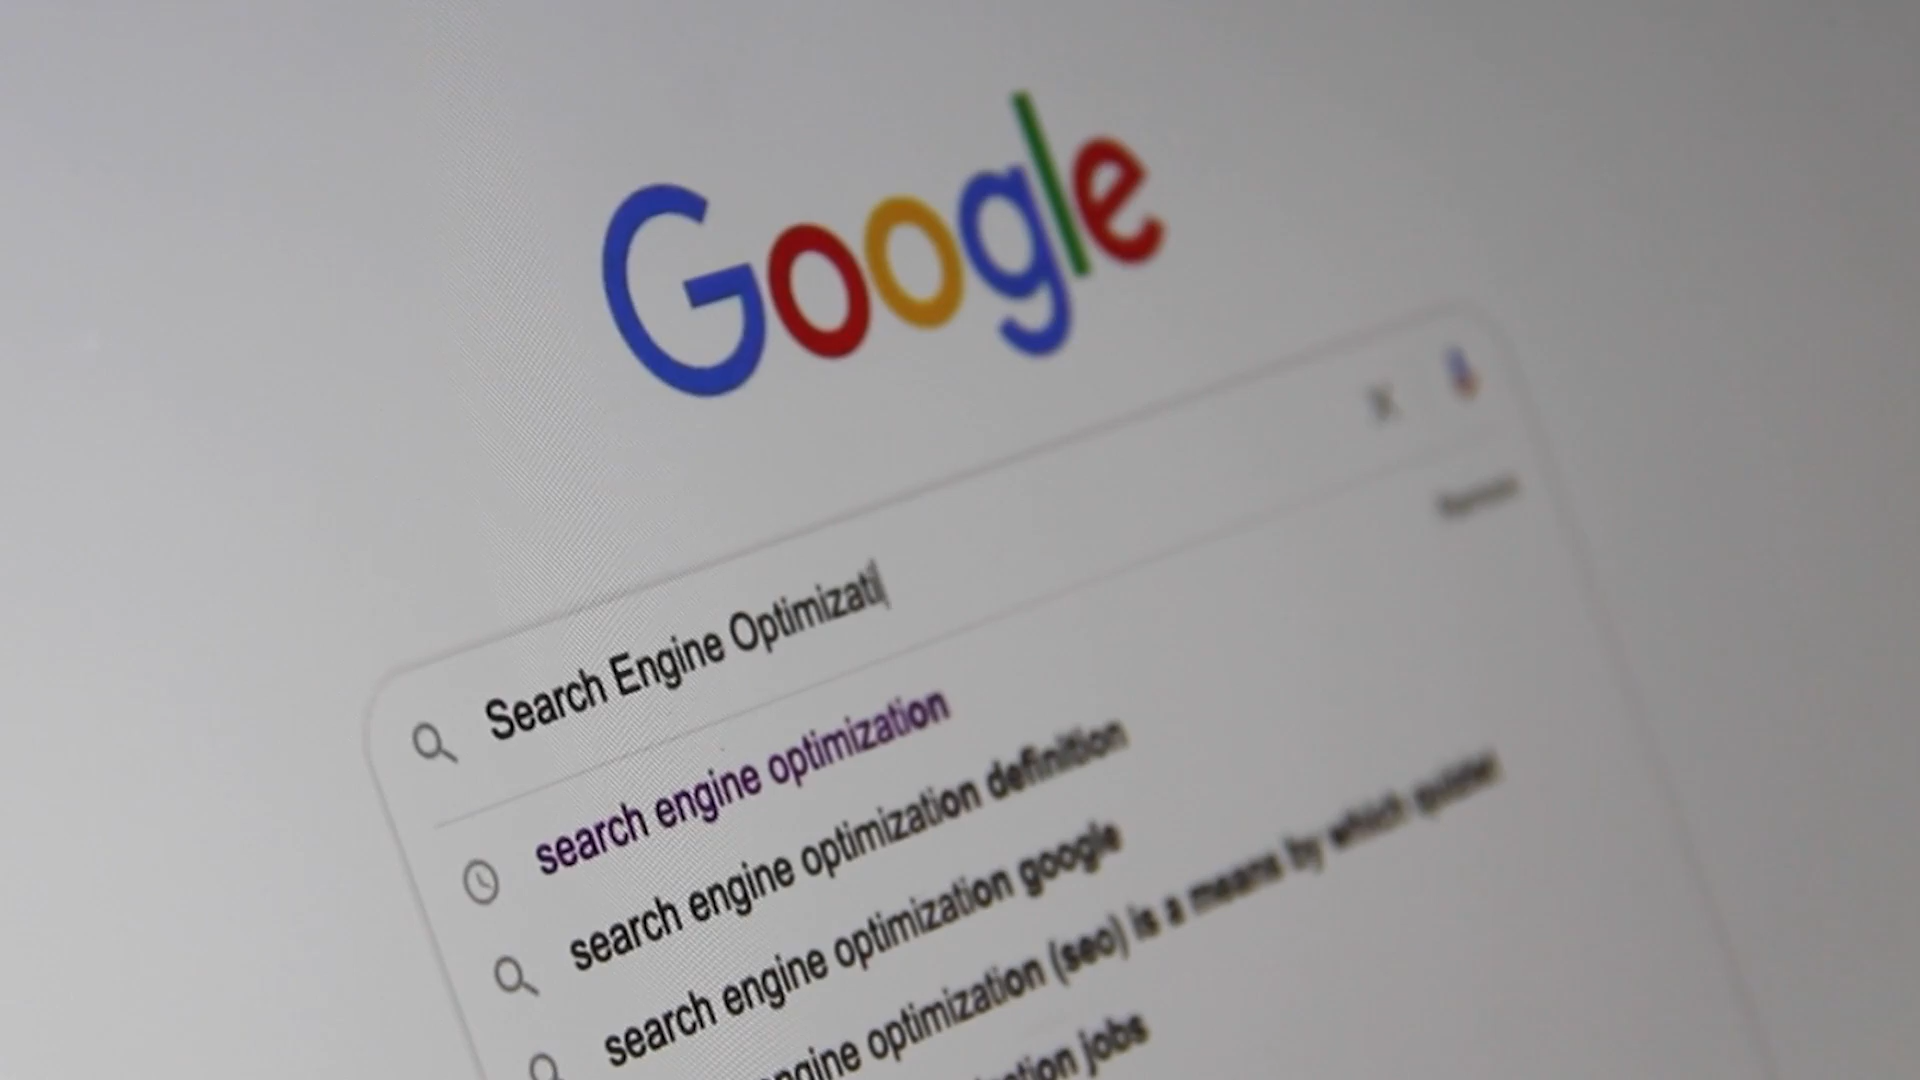 Google
Search Engine Optimizati
search engine optimization
search engine optimization definition
search engine optimization google
engine optimization (seo) is a means by which
jobs